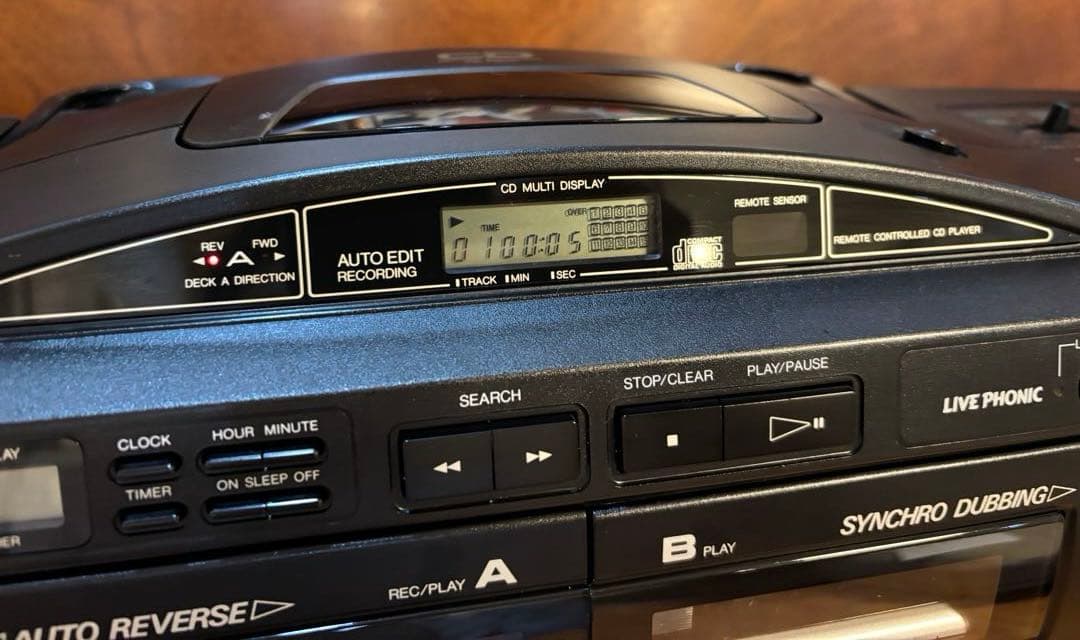 CD
CD MULTI DISPLAY
REV
FWD
A
DECK A DIRECTION
AUTO EDIT
RECORDING
TIME
OVER
01 00:05
TRACK
MIN
SEC
COMPACT
DIGITAL AUDIO
REMOTE SENSOR
REMOTE CONTROLLED CD PLAYER
CLOCK
HOUR MINUTE
TIMER
ON SLEEP OFF
SEARCH
STOP/CLEAR
PLAY/PAUSE
LIVE PHONIC
REC/PLAY A
B PLAY
SYNCHRO DUBBING
AUTO REVERSE